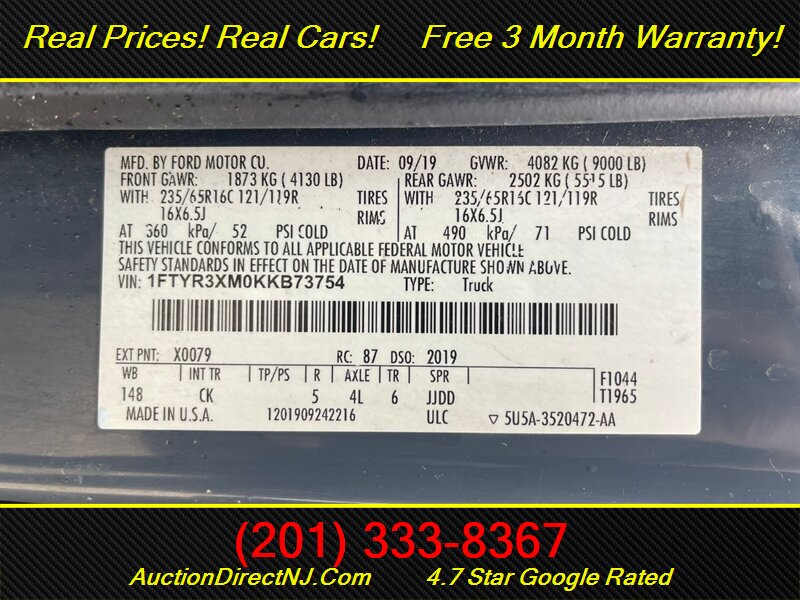 Real Prices! Real Cars! Free 3 Month Warranty!
MFD. BY FORD MOTOR CO. DATE: 09/19 GVWR: 4082 KG ( 9000 LB)
FRONT GAWR: 1873 KG ( 4130 LB) REAR GAWR: 2502 KG ( 5515 LB)
WITH 235/65R16C 121/119R TIRES WITH 235/65R16C 121/119R TIRES
16X6.5J RIMS 16X6.5J RIMS
AT 360 kPa/ 52 PSI COLD AT 490 kPa/ 71 PSI COLD
THIS VEHICLE CONFORMS TO ALL APPLICABLE FEDERAL MOTOR VEHICLE
SAFETY STANDARDS IN EFFECT ON THE DATE OF MANUFACTURE SHOWN ABOVE.
VIN: 1FTYR3XM0KKB73754 TYPE: Truck
EXT PNT: X0079 RC: 87 DSO: 2019
WB INT TR TP/PS R AXLE TR SPR F1044
148 CK 5 4L 6 JJDD T1965
MADE IN U.S.A. 1201909242216 ULC ▽ 5U5A-3520472-AA
(201) 333-8367
AuctionDirectNJ.Com 4.7 Star Google Rated